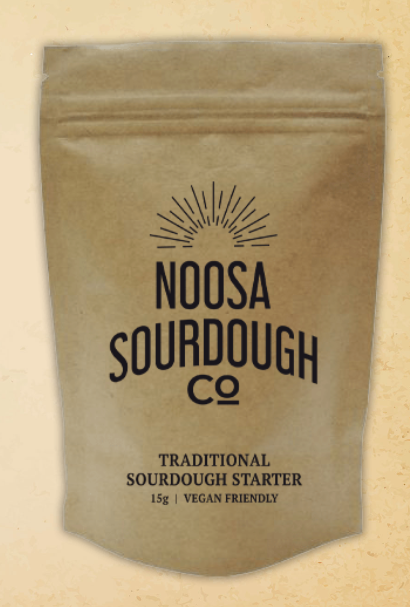 NOOSA
SOURDOUGH
CO
TRADITIONAL
SOURDOUGH STARTER
15g | VEGAN FRIENDLY